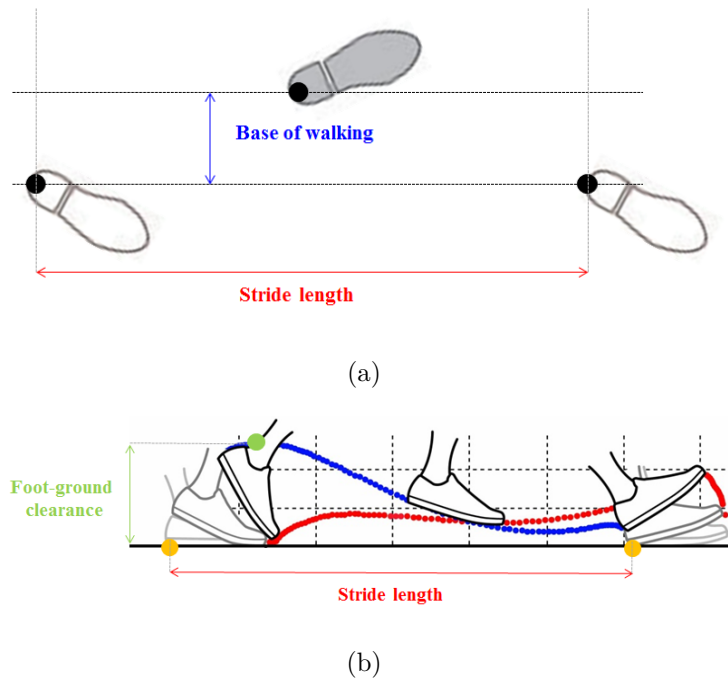 Base of walking
Stride length
(a)
Foot-ground
clearance
Stride length
(b)